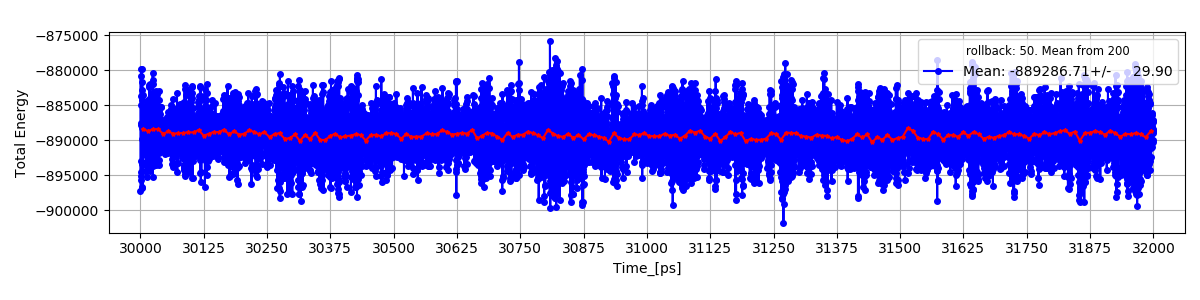 Total Energy
−875000
−880000
−885000
−890000
−895000
−900000
rollback: 50. Mean from 200
Mean: -889286.71+/- 29.90
30000 30125 30250 30375 30500 30625 30750 30875 31000 31125 31250 31375 31500 31625 31750 31875 32000
Time_[ps]